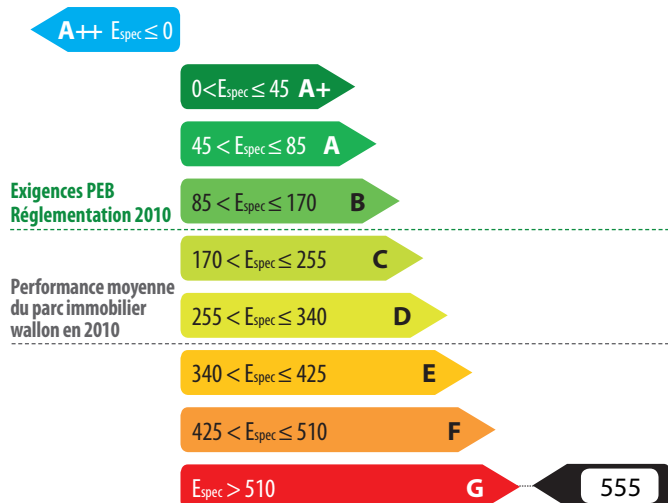 A++ Espec ≤ 0
0 < Espec ≤ 45 A+
45 < Espec ≤ 85 A
Exigences PEB
Réglementation 2010
85 < Espec ≤ 170 B
170 < Espec ≤ 255 C
Performance moyenne
du parc immobilier
wallon en 2010
255 < Espec ≤ 340 D
340 < Espec ≤ 425 E
425 < Espec ≤ 510 F
Espec > 510 G
555